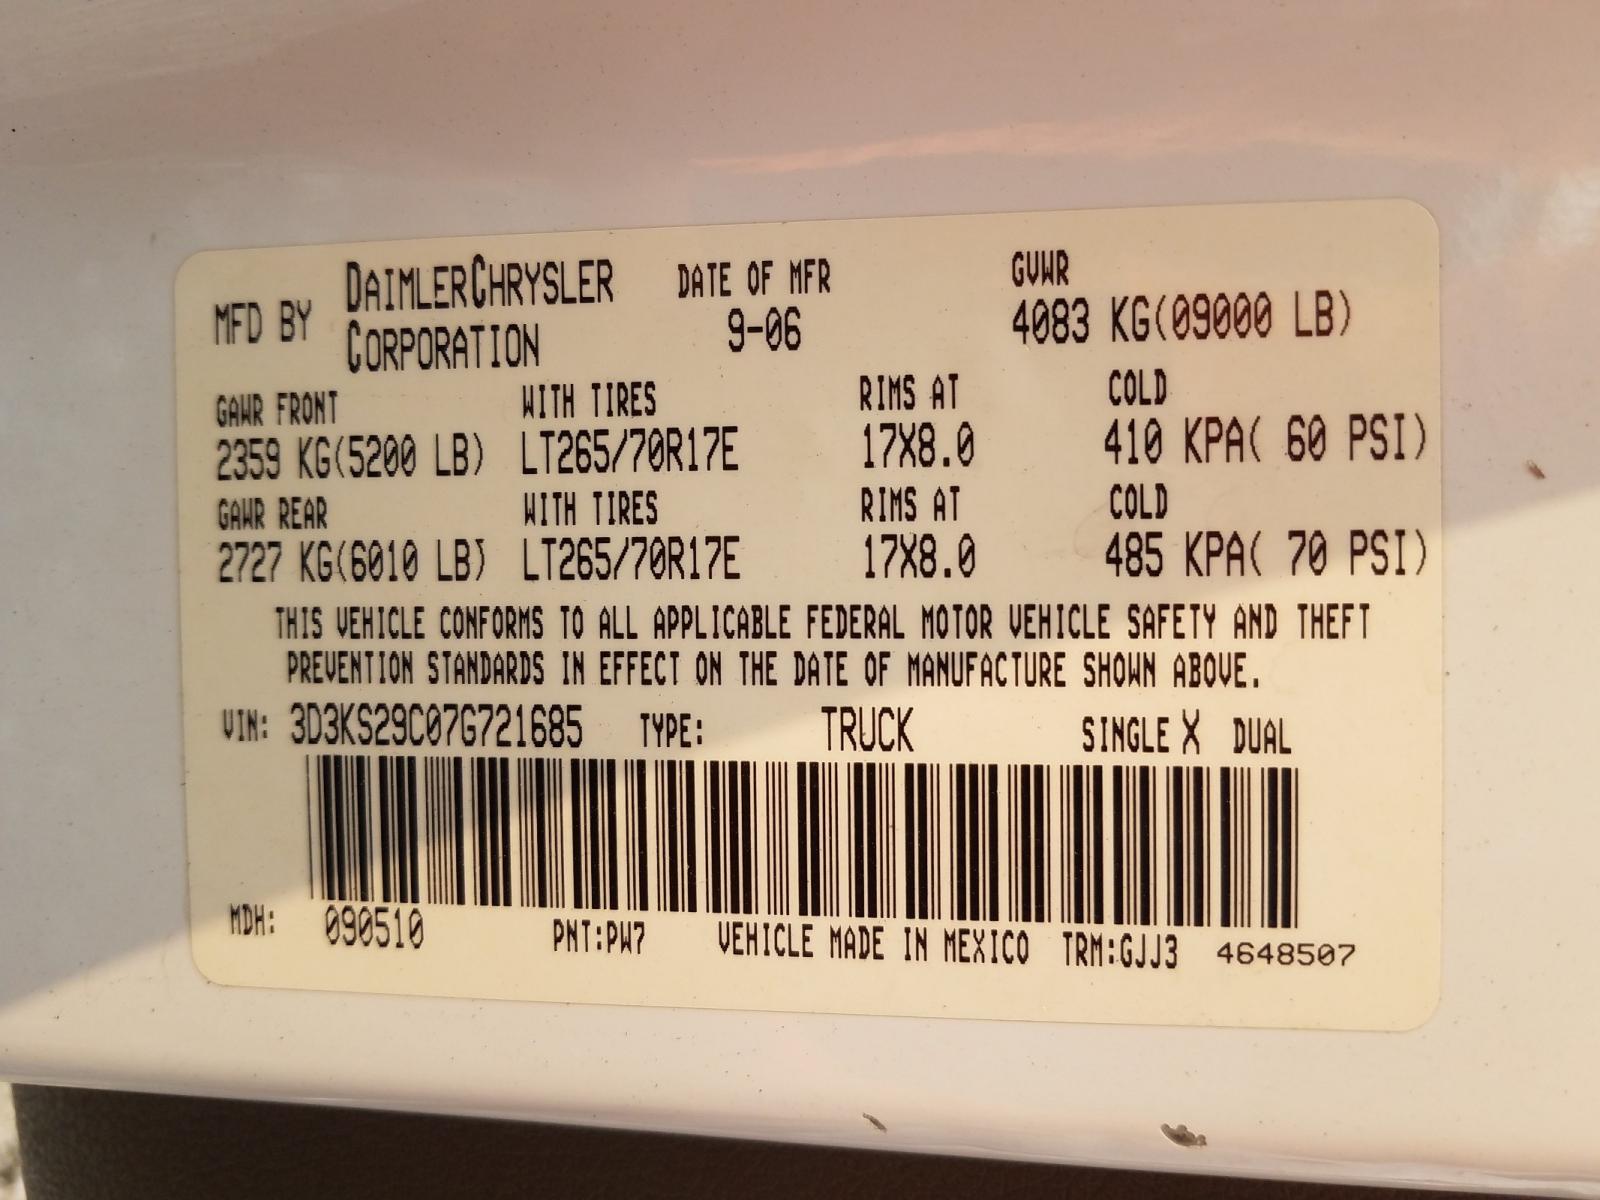 MFD BY DAIMLERCHRYSLER CORPORATION DATE OF MFR 9-06 GVWR 4083 KG(09000 LB)
GAWR FRONT WITH TIRES RIMS AT COLD
2359 KG(5200 LB) LT265/70R17E 17X8.0 410 KPA( 60 PSI)
GAWR REAR WITH TIRES RIMS AT COLD
2727 KG(6010 LB) LT265/70R17E 17X8.0 485 KPA( 70 PSI)
THIS VEHICLE CONFORMS TO ALL APPLICABLE FEDERAL MOTOR VEHICLE SAFETY AND THEFT
PREVENTION STANDARDS IN EFFECT ON THE DATE OF MANUFACTURE SHOWN ABOVE.
VIN: 3D3KS29C07G721685 TYPE: TRUCK SINGLE X DUAL
MDH: 090510 PNT:PW7 VEHICLE MADE IN MEXICO TRM:GJJ3 4648507